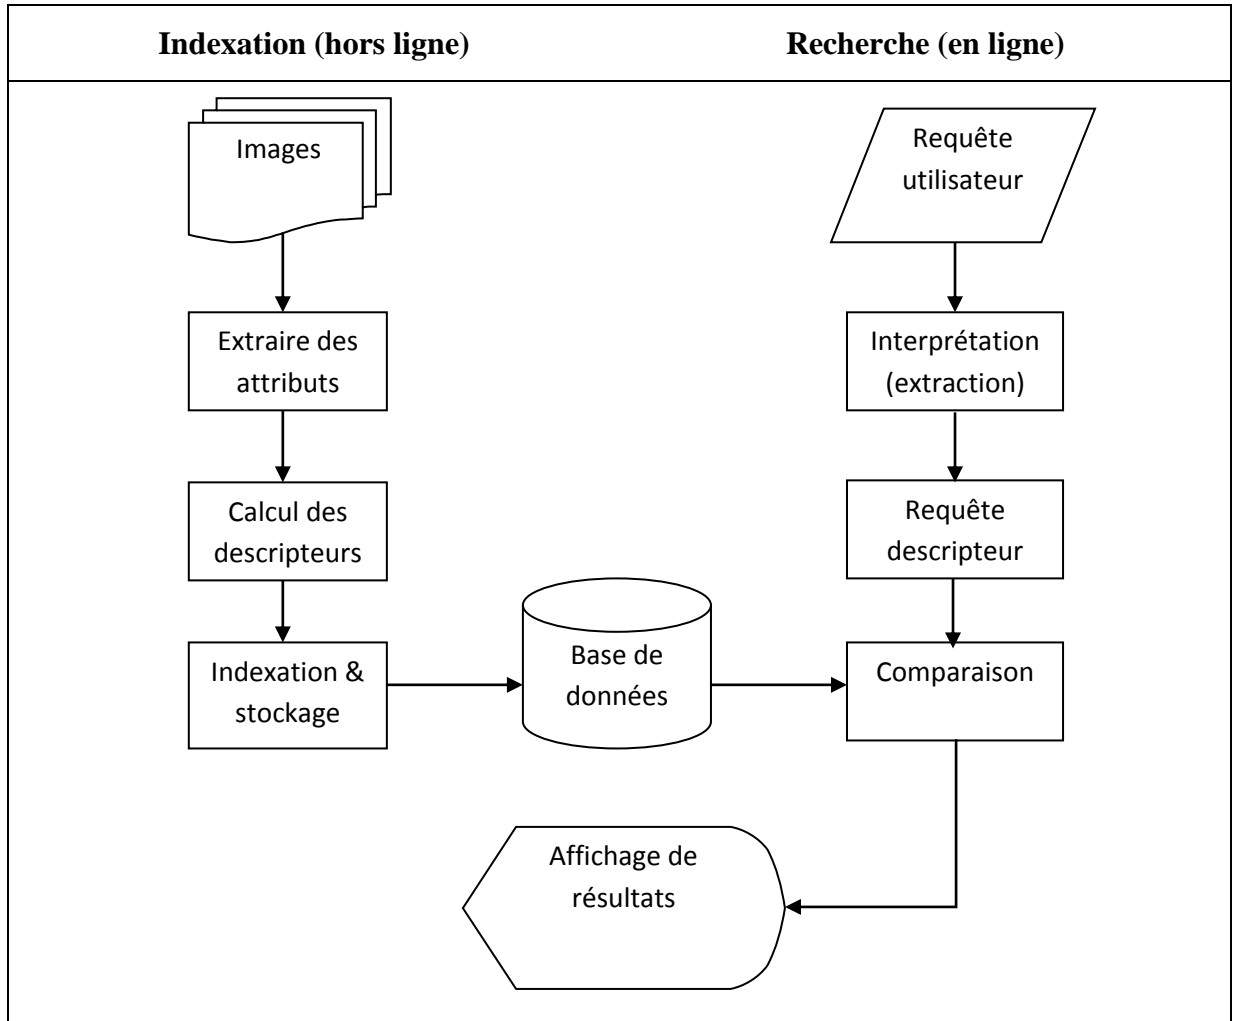 Indexation (hors ligne)
Recherche (en ligne)
Images
Requête
utilisateur
Extraire des
attributs
Interprétation
(extraction)
Calcul des
descripteurs
Requête
descripteur
Indexation &
stockage
Base de
données
Comparaison
Affichage de
résultats